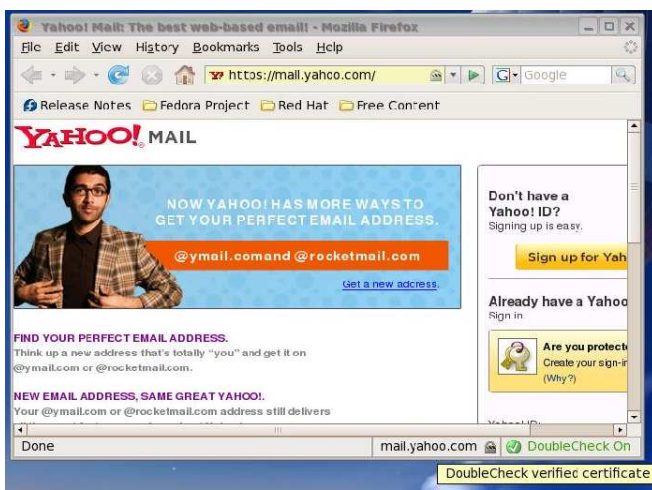 Yahoo! Mail: The best web-based email! - Mozilla Firefox
File Edit View History Bookmarks Tools Help
https://mail.yahoo.com/
G Google
Release Notes Fedora Project Red Hat Free Content
YAHOO! MAIL
NOW YAHOO! HAS MORE WAYS TO
GET YOUR PERFECT EMAIL ADDRESS.
@ymail.comand @rocketmail.com
Get a new adcress.
Don't have a
Yahoo! ID?
Signing up is easy.
Sign up for Yah
Already have a Yahoo
Sign in
Are you protecte
Create your sign-ir
(Why?)
FIND YOUR PERFECT EMAIL ADDRESS.
Think up a new address that's totally "you" and get it on
@ymail.com or @rocketmail.com.
NEW EMAIL ADDRESS, SAME GREAT YAHOO!.
Your @ymail.com or @rocketmail.com address still delivers
Done
mail.yahoo.com
DoubleCheck On
DoubleCheck verified certificate